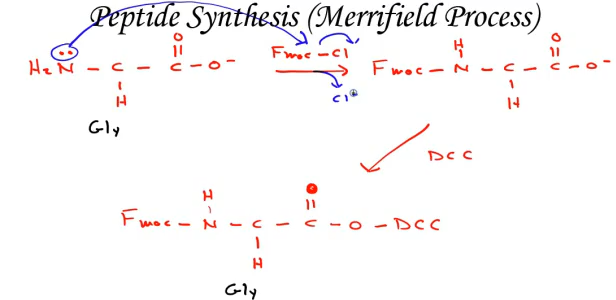 Peptide Synthesis (Merrifield Process)
O
||
H₂N – C – C – O⁻
|
H
Gly
Fmoc – Cl
Cl⁻
H O
| ||
Fmoc – N – C – C – O⁻
|
H
DCC
H O
| ||
Fmoc – N – C – C – O – DCC
|
H
Gly